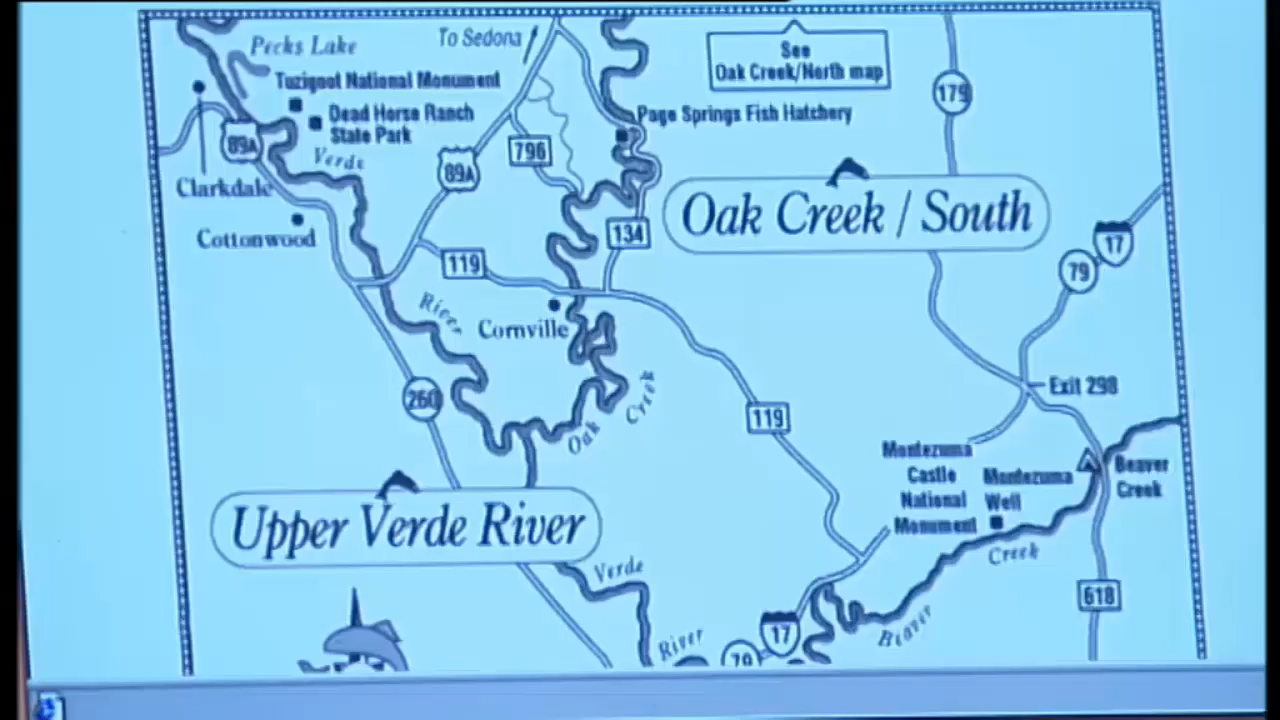 Pecks Lake
To Sedona
Tuzigoot National Monument
Dead Horse Ranch
State Park
See
Oak Creek/North map
179
Page Springs Fish Hatchery
89A
Verde
89A
796
Clarkdale
Cottonwood
Oak Creek / South
134
119
17
79
River
Cornville
Exit 298
260
Oak
Creek
119
Montezuma
Castle
National
Monument
Montezuma
Well
Beaver
Creek
Upper Verde River
Creek
Verde
618
Beaver
River
17
79